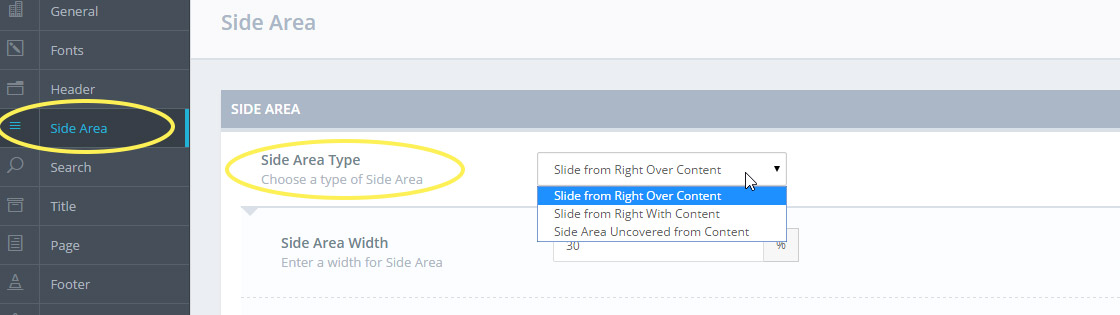 General
Fonts
Header
Side Area
Search
Title
Page
Footer
Side Area
SIDE AREA
Side Area Type
Choose a type of Side Area
Slide from Right Over Content
Slide from Right Over Content
Slide from Right With Content
Side Area Uncovered from Content
Side Area Width
Enter a width for Side Area
30
%